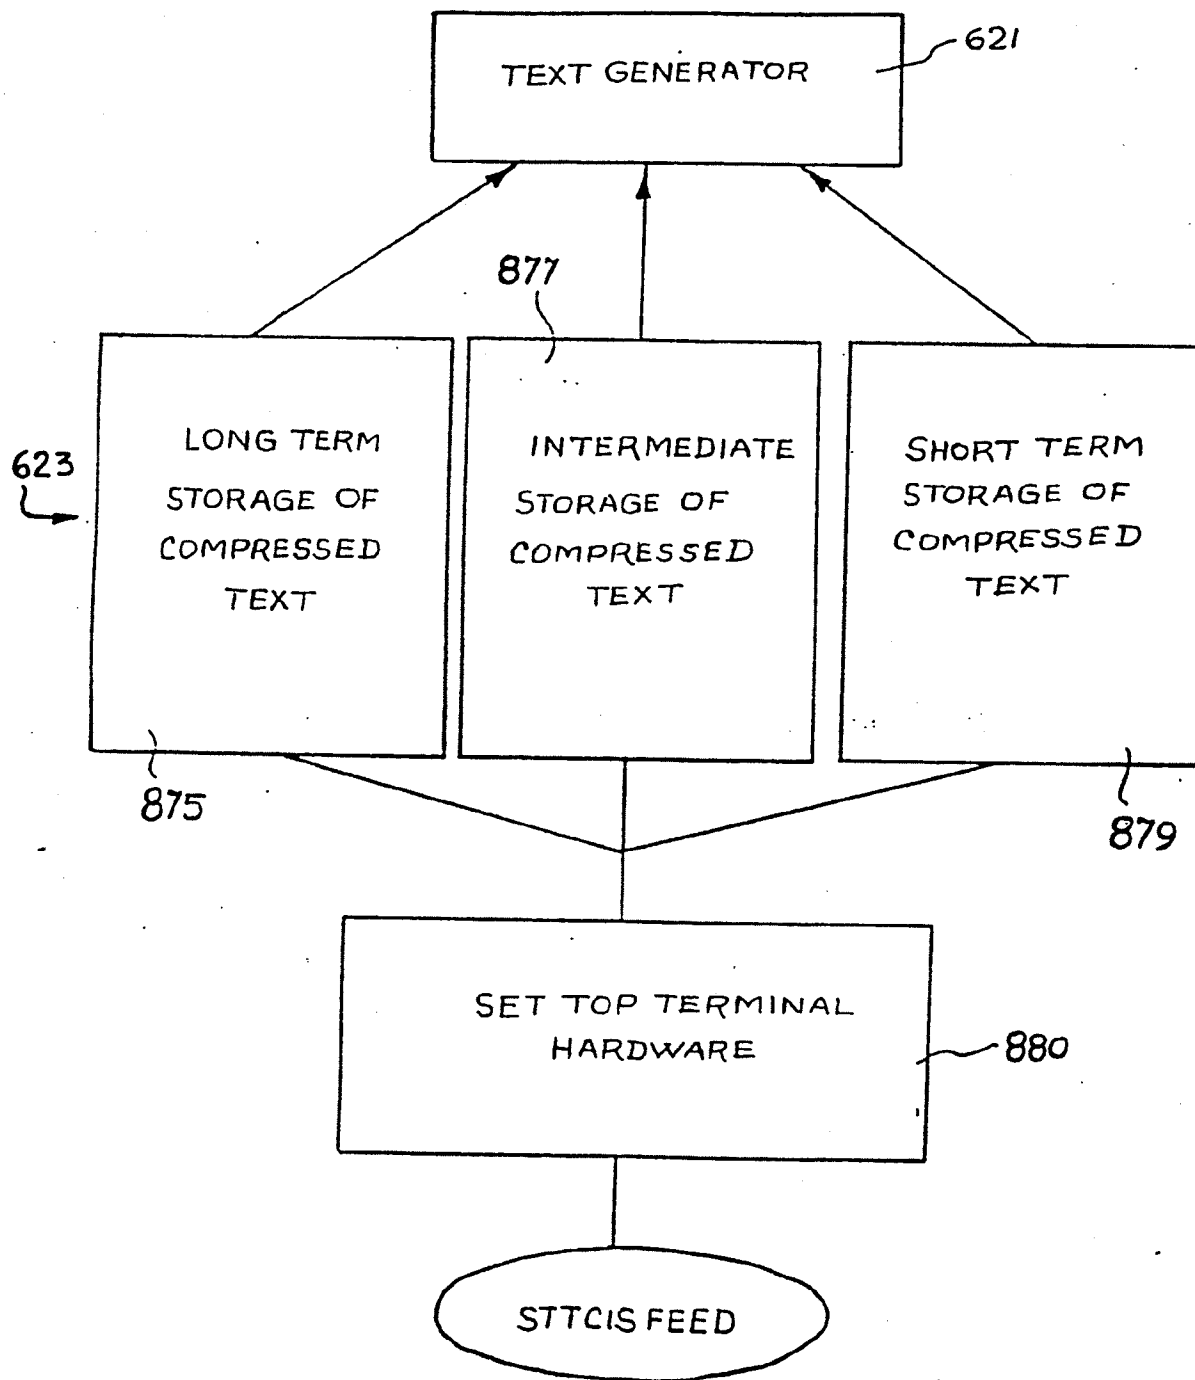 TEXT GENERATOR
621
877
623
LONG TERM
STORAGE OF
COMPRESSED
TEXT
INTERMEDIATE
STORAGE OF
COMPRESSED
TEXT
SHORT TERM
STORAGE OF
COMPRESSED
TEXT
875
879
SET TOP TERMINAL
HARDWARE
880
STTCIS FEED